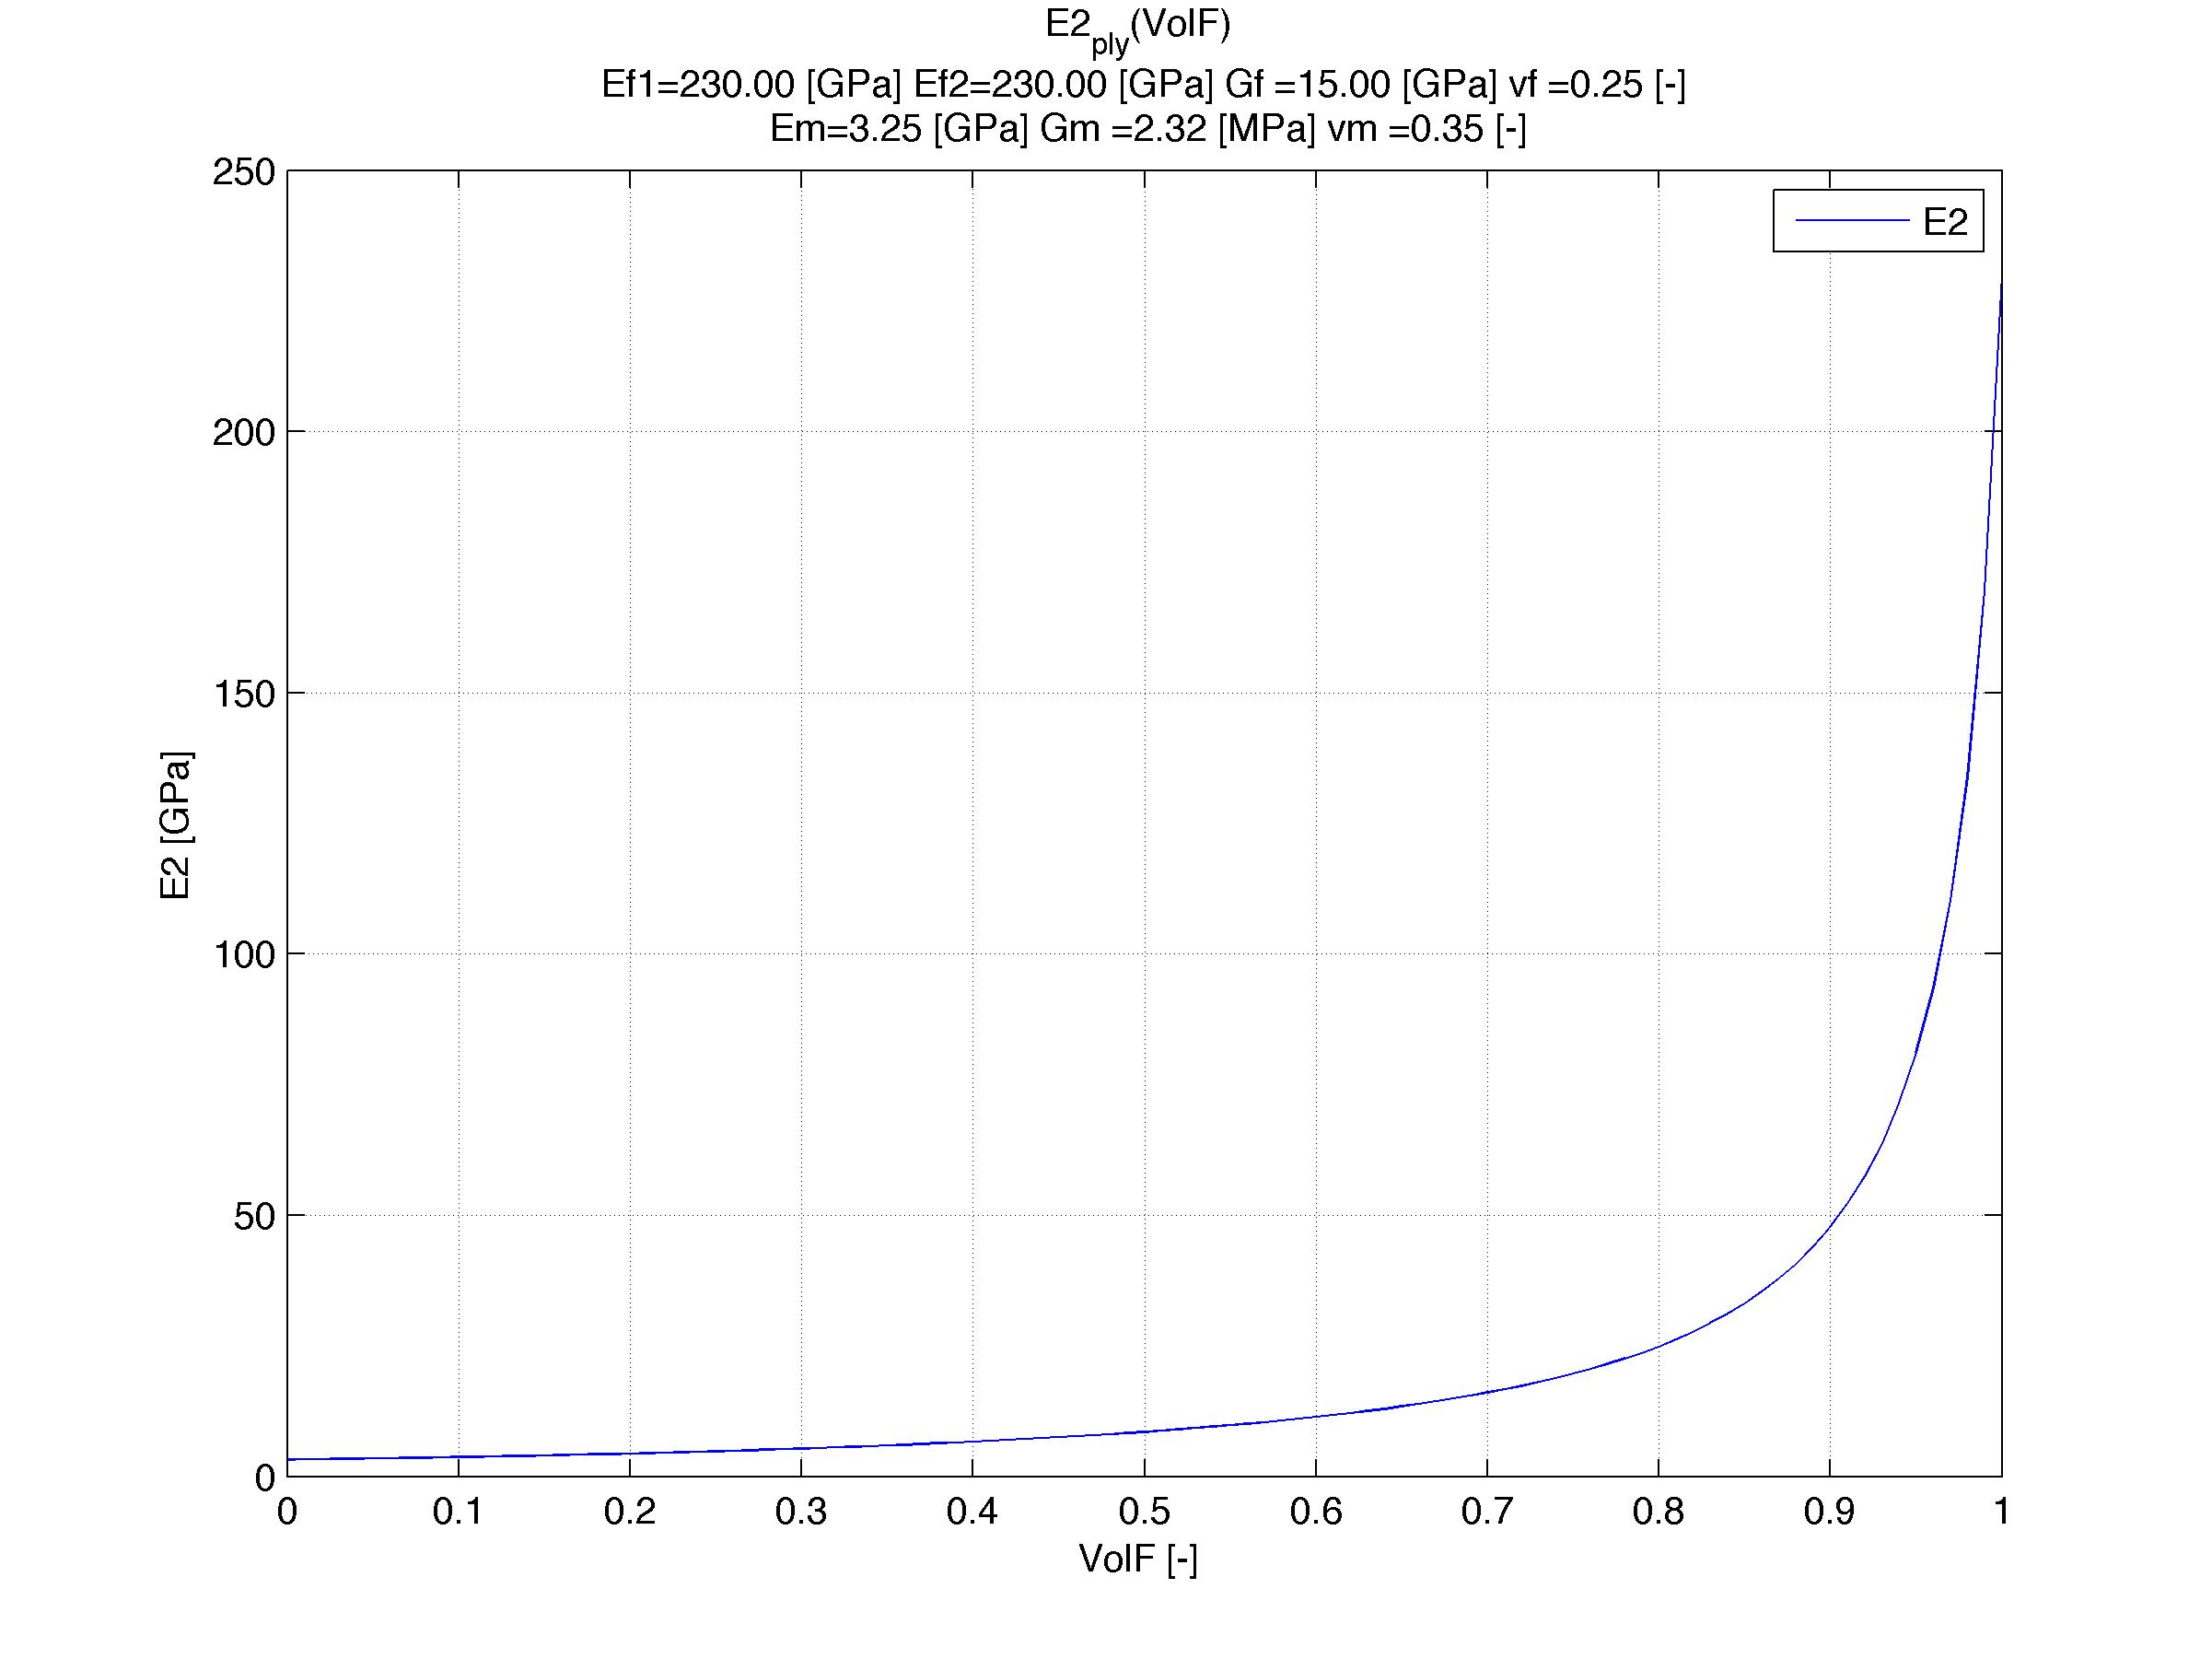 E2ply(VolF)
Ef1=230.00 [GPa] Ef2=230.00 [GPa] Gf =15.00 [GPa] vf =0.25 [-]
Em=3.25 [GPa] Gm =2.32 [MPa] vm =0.35 [-]
E2
250
200
150
100
50
0
E2 [GPa]
0 0.1 0.2 0.3 0.4 0.5 0.6 0.7 0.8 0.9 1
VolF [-]